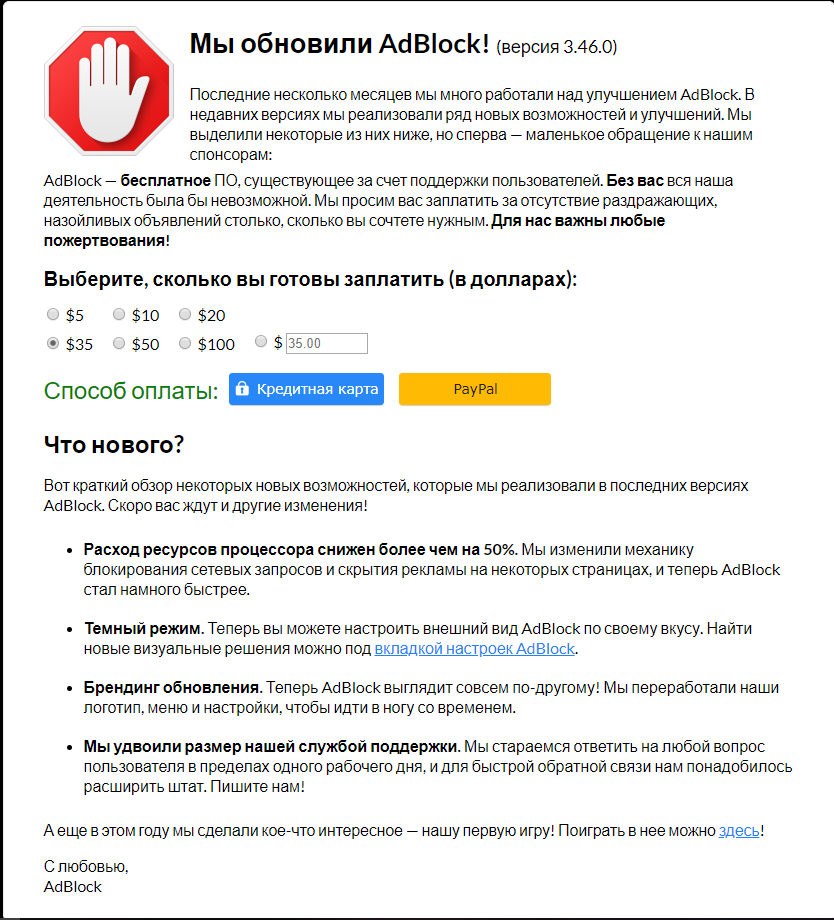 Мы обновили AdBlock! (версия 3.46.0)
Последние несколько месяцев мы много работали над улучшением AdBlock. В
недавних версиях мы реализовали ряд новых возможностей и улучшений. Мы
выделили некоторые из них ниже, но сперва — маленькое обращение к нашим
спонсорам:
AdBlock — бесплатное ПО, существующее за счет поддержки пользователей. Без вас вся наша
деятельность была бы невозможной. Мы просим вас заплатить за отсутствие раздражающих,
назойливых объявлений столько, сколько вы сочтете нужным. Для нас важны любые
пожертвования!
Выберите, сколько вы готовы заплатить (в долларах):
$5 $10 $20
$35 $50 $100 $ 35.00
Способ оплаты: Кредитная карта PayPal
Что нового?
Вот краткий обзор некоторых новых возможностей, которые мы реализовали в последних версиях
AdBlock. Скоро вас ждут и другие изменения!
• Расход ресурсов процессора снижен более чем на 50%. Мы изменили механику
блокирования сетевых запросов и скрытия рекламы на некоторых страницах, и теперь AdBlock
стал намного быстрее.
• Темный режим. Теперь вы можете настроить внешний вид AdBlock по своему вкусу. Найти
новые визуальные решения можно под вкладкой настроек AdBlock.
• Брендинг обновления. Теперь AdBlock выглядит совсем по-другому! Мы переработали наши
логотип, меню и настройки, чтобы идти в ногу со временем.
• Мы удвоили размер нашей службой поддержки. Мы стараемся ответить на любой вопрос
пользователя в пределах одного рабочего дня, и для быстрой обратной связи нам понадобилось
расширить штат. Пишите нам!
А еще в этом году мы сделали кое-что интересное — нашу первую игру! Поиграть в нее можно здесь!
С любовью,
AdBlock